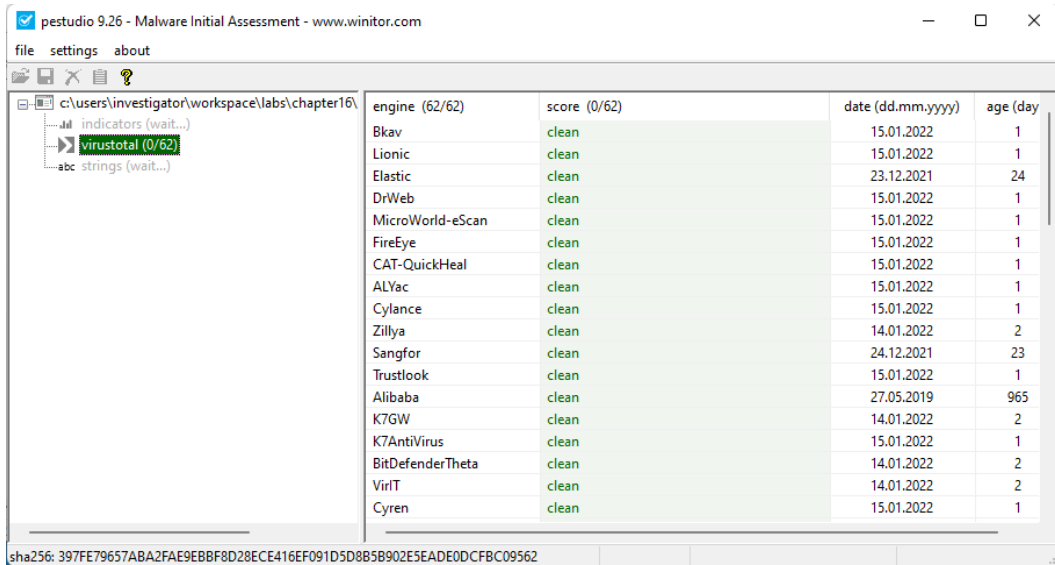 pestudio 9.26 - Malware Initial Assessment - www.winitor.com
file settings about
c:\users\investigator\workspace\labs\chapter16\
indicators (wait...)
virustotal (0/62)
abc strings (wait...)
engine (62/62) score (0/62) date (dd.mm.yyyy) age (day
Bkav clean 15.01.2022 1
Lionic clean 15.01.2022 1
Elastic clean 23.12.2021 24
DrWeb clean 15.01.2022 1
MicroWorld-eScan clean 15.01.2022 1
FireEye clean 15.01.2022 1
CAT-QuickHeal clean 15.01.2022 1
ALYac clean 15.01.2022 1
Cylance clean 15.01.2022 1
Zillya clean 14.01.2022 2
Sangfor clean 24.12.2021 23
Trustlook clean 15.01.2022 1
Alibaba clean 27.05.2019 965
K7GW clean 14.01.2022 2
K7AntiVirus clean 15.01.2022 1
BitDefenderTheta clean 14.01.2022 2
VirIT clean 14.01.2022 2
Cyren clean 15.01.2022 1
sha256: 397FE79657ABA2FAE9EBBF8D28ECE416EF091D5D8B5B902E5EADE0DCFBC09562